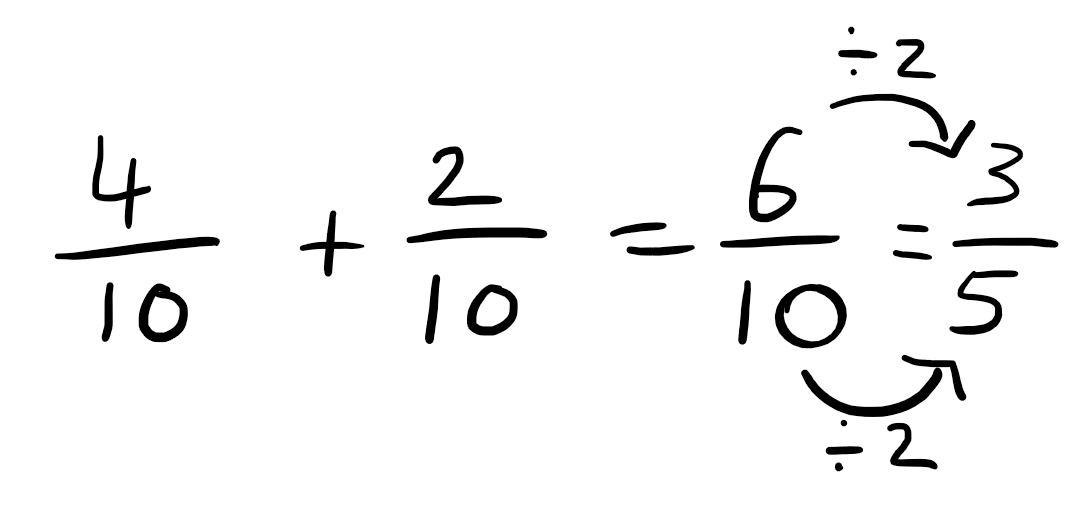 ÷ 2
4/10 + 2/10 = 6/10 = 3/5
÷ 2